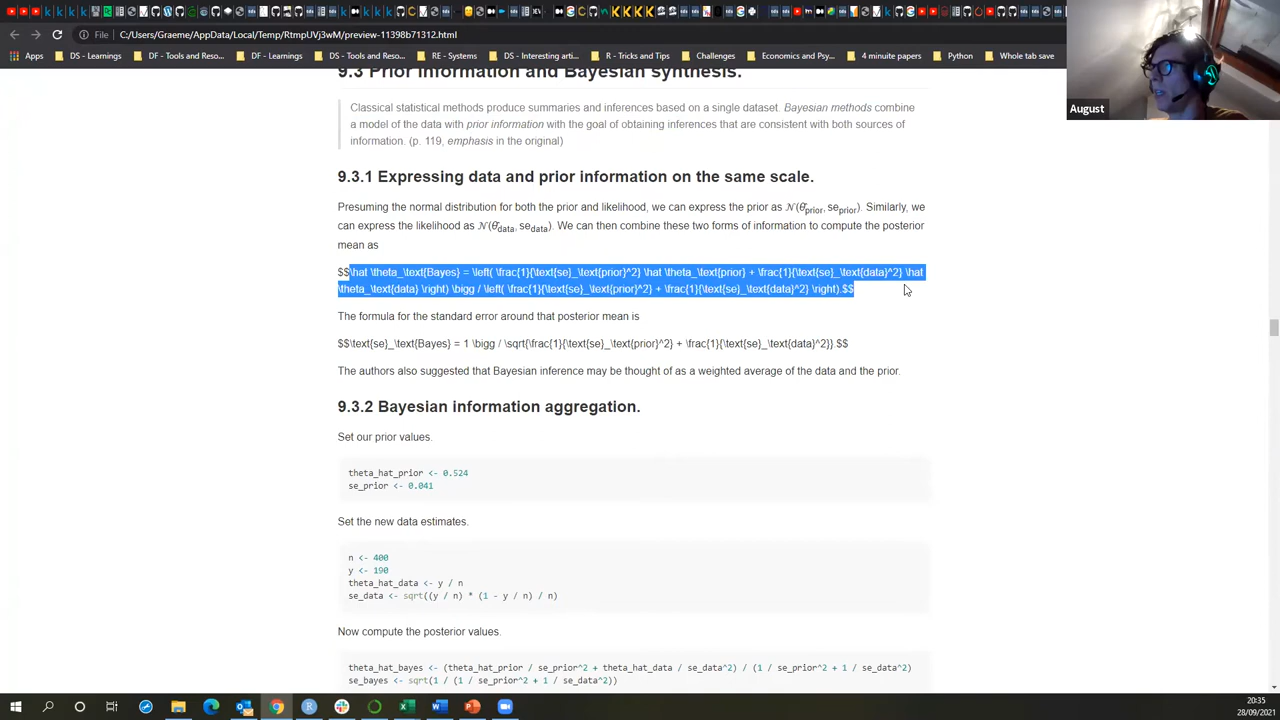 File
C:/Users/Graeme/AppData/Local/Temp/RtmpUVj3wM/preview-11398b71312.html
Apps DS - Learnings DF - Tools and Reso... DF - Learnings DS - Tools and Reso... RE - Systems DS - Interesting arti... R - Tricks and Tips Challenges Economics and Psy... 4 minuite papers Python Whole tab save
August
9.3 Prior information and Bayesian synthesis.
Classical statistical methods produce summaries and inferences based on a single dataset. Bayesian methods combine
a model of the data with prior information with the goal of obtaining inferences that are consistent with both sources of
information. (p. 119, emphasis in the original)
9.3.1 Expressing data and prior information on the same scale.
Presuming the normal distribution for both the prior and likelihood, we can express the prior as 𝒩(θ̂prior, seprior). Similarly, we
can express the likelihood as 𝒩(θ̂data, sedata). We can then combine these two forms of information to compute the posterior
mean as
$$\hat \theta_\text{Bayes} = \left( \frac{1}{\text{se}_\text{prior}^2} \hat \theta_\text{prior} + \frac{1}{\text{se}_\text{data}^2} \hat
\theta_\text{data} \right) \bigg / \left( \frac{1}{\text{se}_\text{prior}^2} + \frac{1}{\text{se}_\text{data}^2} \right).$$
The formula for the standard error around that posterior mean is
$$\text{se}_\text{Bayes} = 1 \bigg / \sqrt{\frac{1}{\text{se}_\text{prior}^2} + \frac{1}{\text{se}_\text{data}^2}}.$$
The authors also suggested that Bayesian inference may be thought of as a weighted average of the data and the prior.
9.3.2 Bayesian information aggregation.
Set our prior values.
theta_hat_prior <- 0.524
se_prior <- 0.041
Set the new data estimates.
n <- 400
y <- 190
theta_hat_data <- y / n
se_data <- sqrt((y / n) * (1 - y / n) / n)
Now compute the posterior values.
theta_hat_bayes <- (theta_hat_prior / se_prior^2 + theta_hat_data / se_data^2) / (1 / se_prior^2 + 1 / se_data^2)
se_bayes <- sqrt(1 / (1 / se_prior^2 + 1 / se_data^2))
20:35
28/09/2021